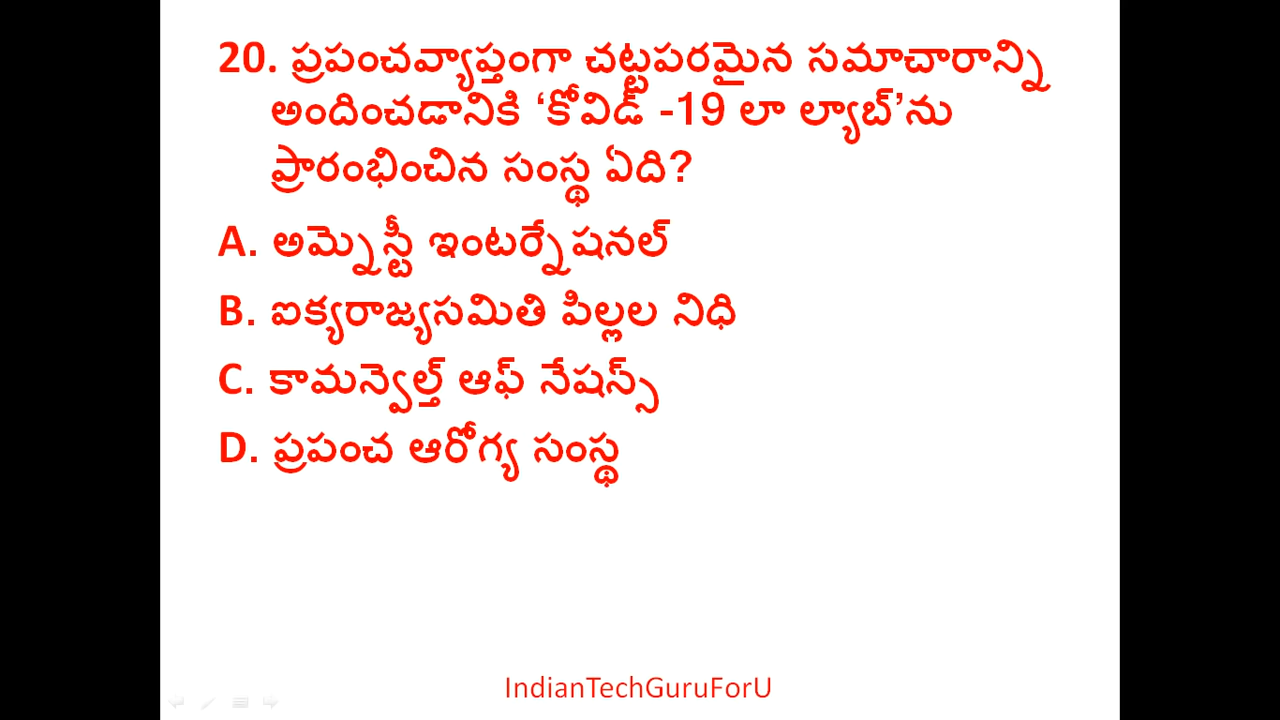 20. ప్రపంచవ్యాప్తంగా చట్టపరమైన సమాచారాన్ని
అందించడానికి ‘కోవిడ్ -19 లా ల్యాబ్’ను
ప్రారంభించిన సంస్థ ఏది?
A. అమ్నెస్టీ ఇంటర్నేషనల్
B. ఐక్యరాజ్యసమితి పిల్లల నిధి
C. కామన్వెల్త్ ఆఫ్ నేషన్స్
D. ప్రపంచ ఆరోగ్య సంస్థ
IndianTechGuruForU